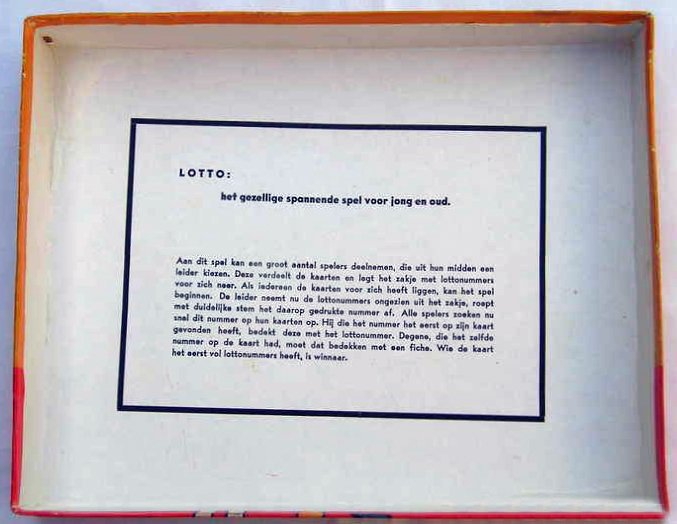 LOTTO:
het gezellige spannende spel voor jong en oud.
Aan dit spel kan een groot aantal spelers deelnemen, die uit hun midden een
leider kiezen. Deze verdeelt de kaarten en legt het zakje met lottonummers
voor zich neer. Als iedereen de kaarten voor zich heeft liggen, kan het spel
beginnen. De leider neemt nu de lottonummers ongezien uit het zakje, roept
met duidelijke stem het daarop gedrukte nummer af. Alle spelers zoeken nu
snel dit nummer op hun kaarten op. Hij die het nummer het eerst op zijn kaart
gevonden heeft, bedekt deze met het lottonummer. Degene, die het zelfde
nummer op de kaart had, moet dat bedekken met een fiche. Wie de kaart
het eerst vol lottonummers heeft, is winnaar.